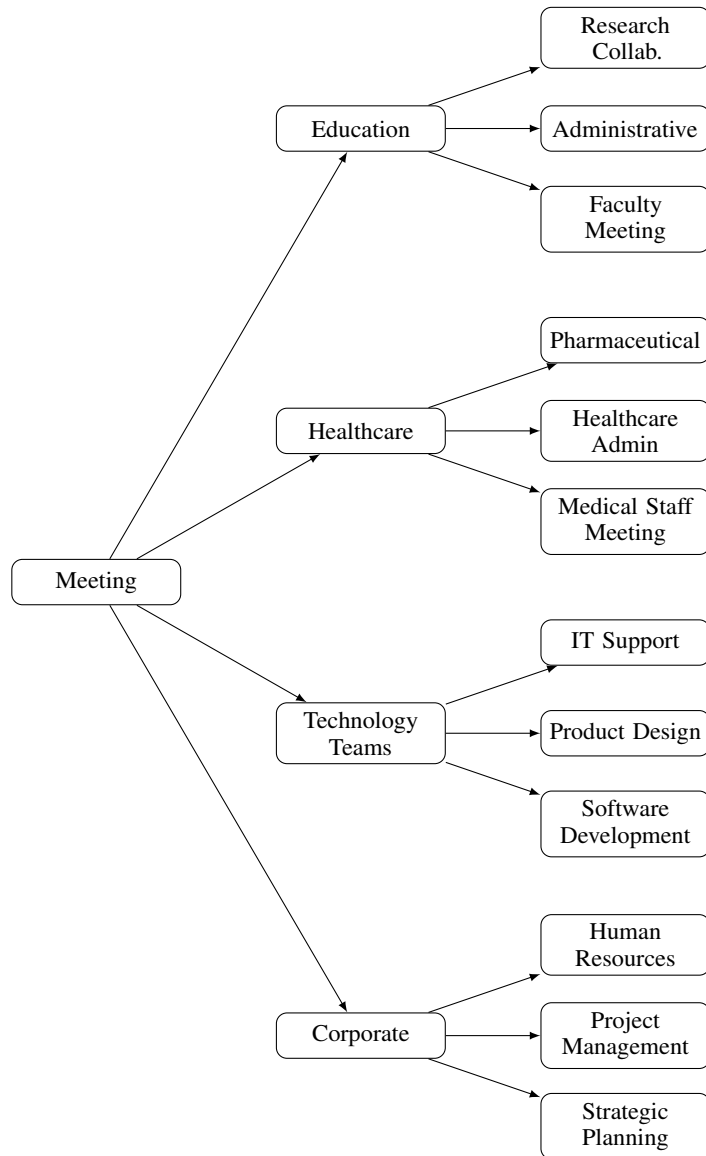 Research
Collab.
Education
Administrative
Faculty
Meeting
Pharmaceutical
Healthcare
Healthcare
Admin
Medical Staff
Meeting
Meeting
IT Support
Technology
Teams
Product Design
Software
Development
Human
Resources
Corporate
Project
Management
Strategic
Planning